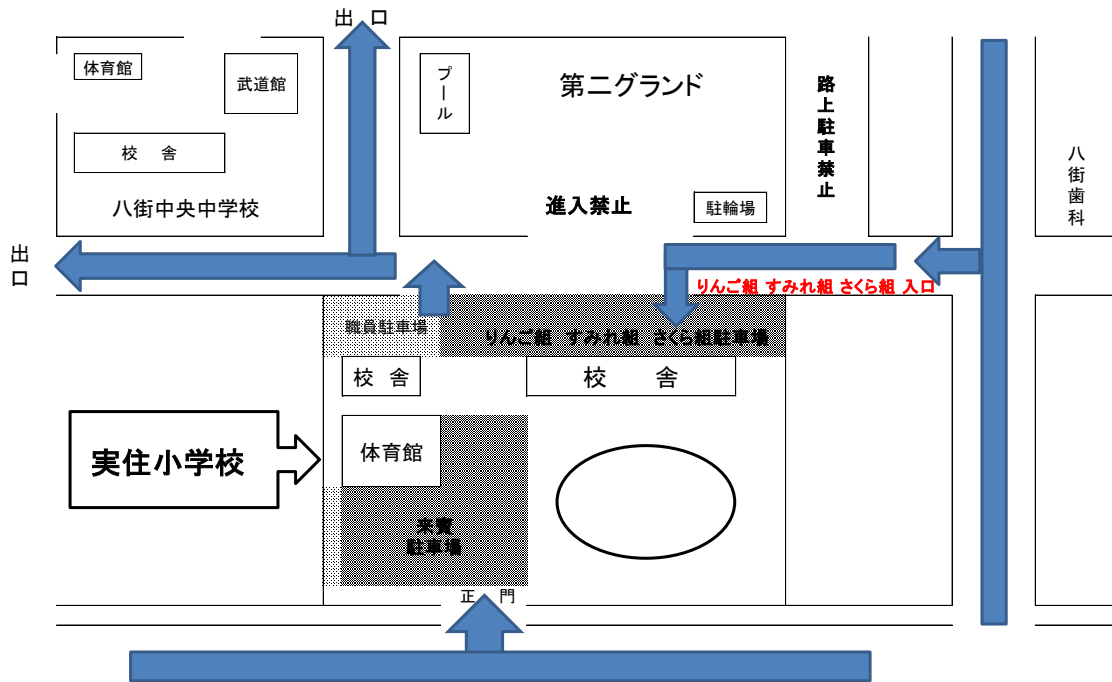 出 口
体育館
武道館
プール
第二グランド
路上駐車禁止
校 舎
八街歯科
八街中央中学校
進入禁止
駐輪場
出口
りんご組 すみれ組 さくら組 入口
職員駐車場
りんご組 すみれ組 さくら組駐車場
校 舎
校 舎
体育館
実住小学校
来賓
駐車場
正 門